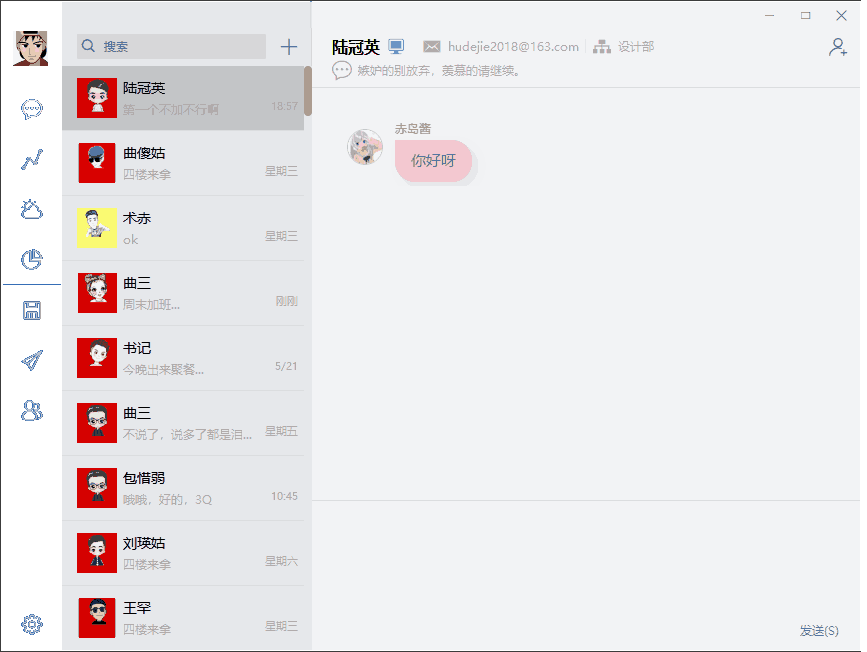 搜索
陆冠英
第一个不加不行啊
18:57
曲傻姑
四楼来拿
星期三
术赤
ok
星期三
曲三
周末加班...
刚刚
书记
今晚出来聚餐...
5/21
曲三
不说了，说多了都是泪...
星期五
包惜弱
哦哦，好的，3Q
10:45
刘瑛姑
四楼来拿
星期六
王罕
四楼来拿
星期三
陆冠英 hudejie2018@163.com 设计部
嫉妒的别放弃，羡慕的请继续。
赤岛酱
你好呀
发送(S)